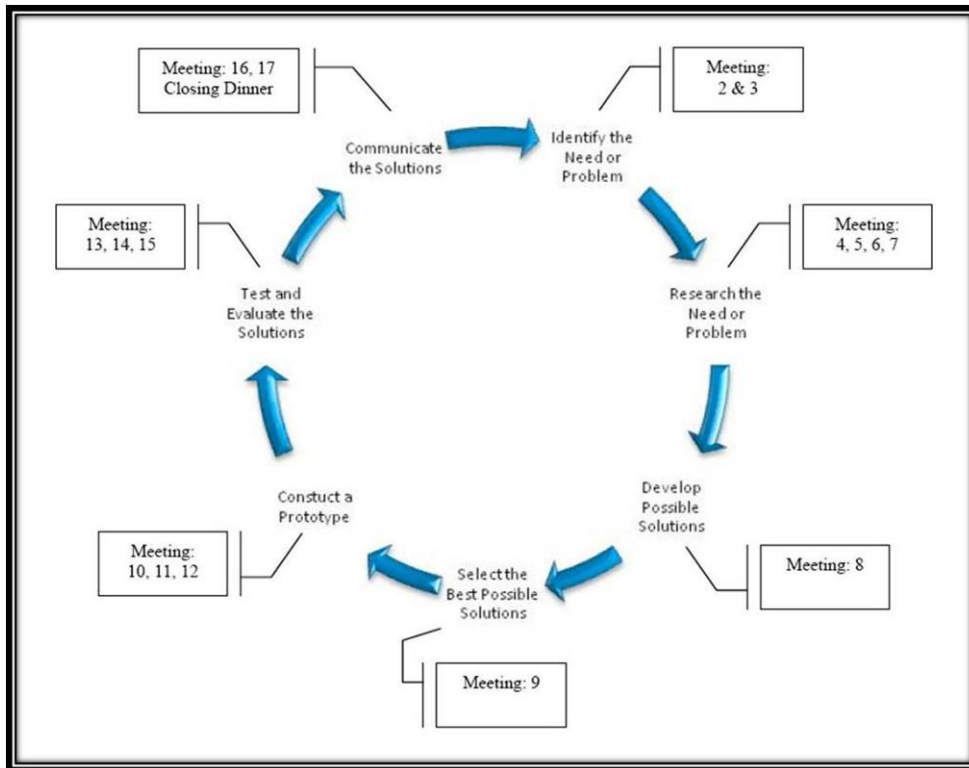 Meeting: 16, 17
Closing Dinner
Meeting:
2 & 3
Communicate
the Solutions
Identify the
Need or
Problem
Meeting:
13, 14, 15
Meeting:
4, 5, 6, 7
Test and
Evaluate the
Solutions
Research the
Need or
Problem
Constuct a
Prototype
Develop
Possible
Solutions
Meeting:
10, 11, 12
Select the
Best Possible
Solutions
Meeting: 8
Meeting: 9